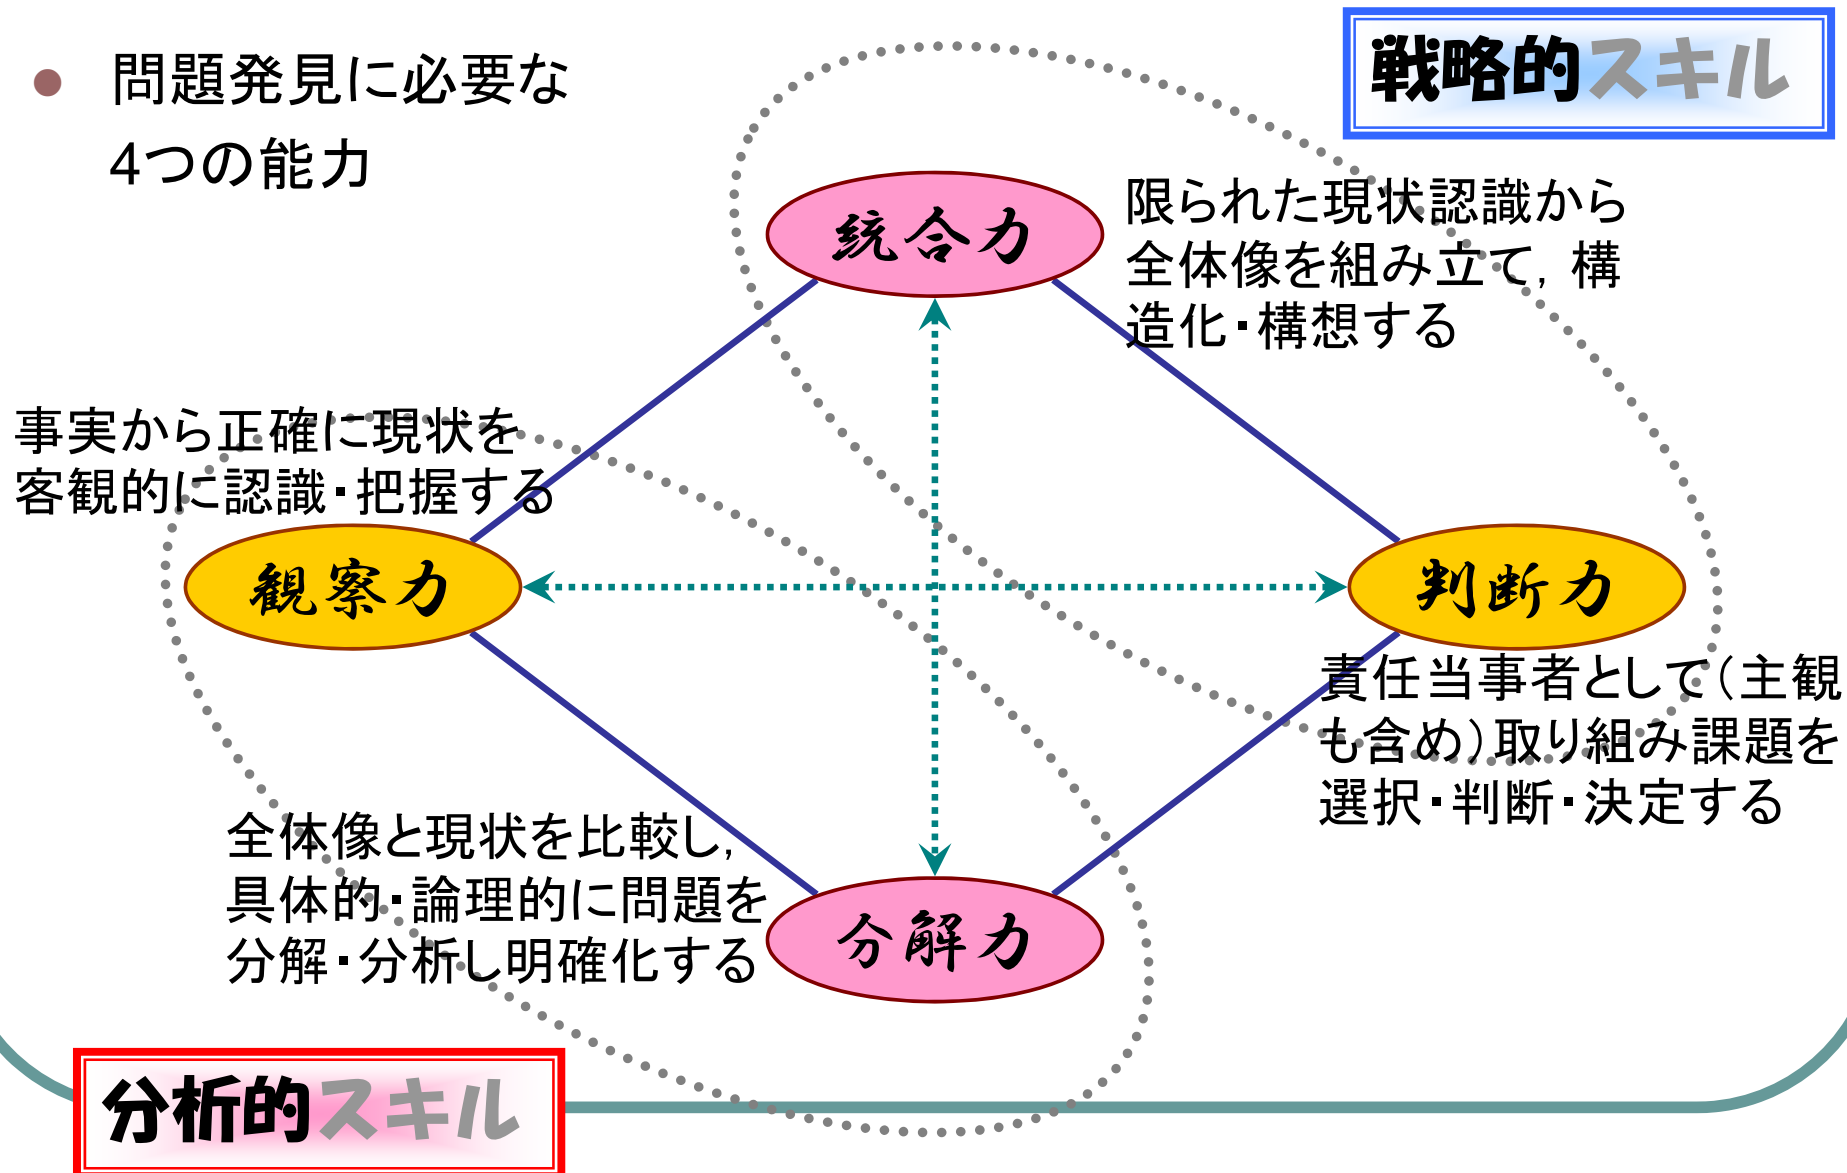 問題発見に必要な
4つの能力
戦略的スキル
統合力
限られた現状認識から
全体像を組み立て，構
造化・構想する
事実から正確に現状を
客観的に認識・把握する
観察力
判断力
責任当事者として（主観
も含め）取り組み課題を
選択・判断・決定する
全体像と現状を比較し，
具体的・論理的に問題を
分解・分析し明確化する
分解力
分析的スキル